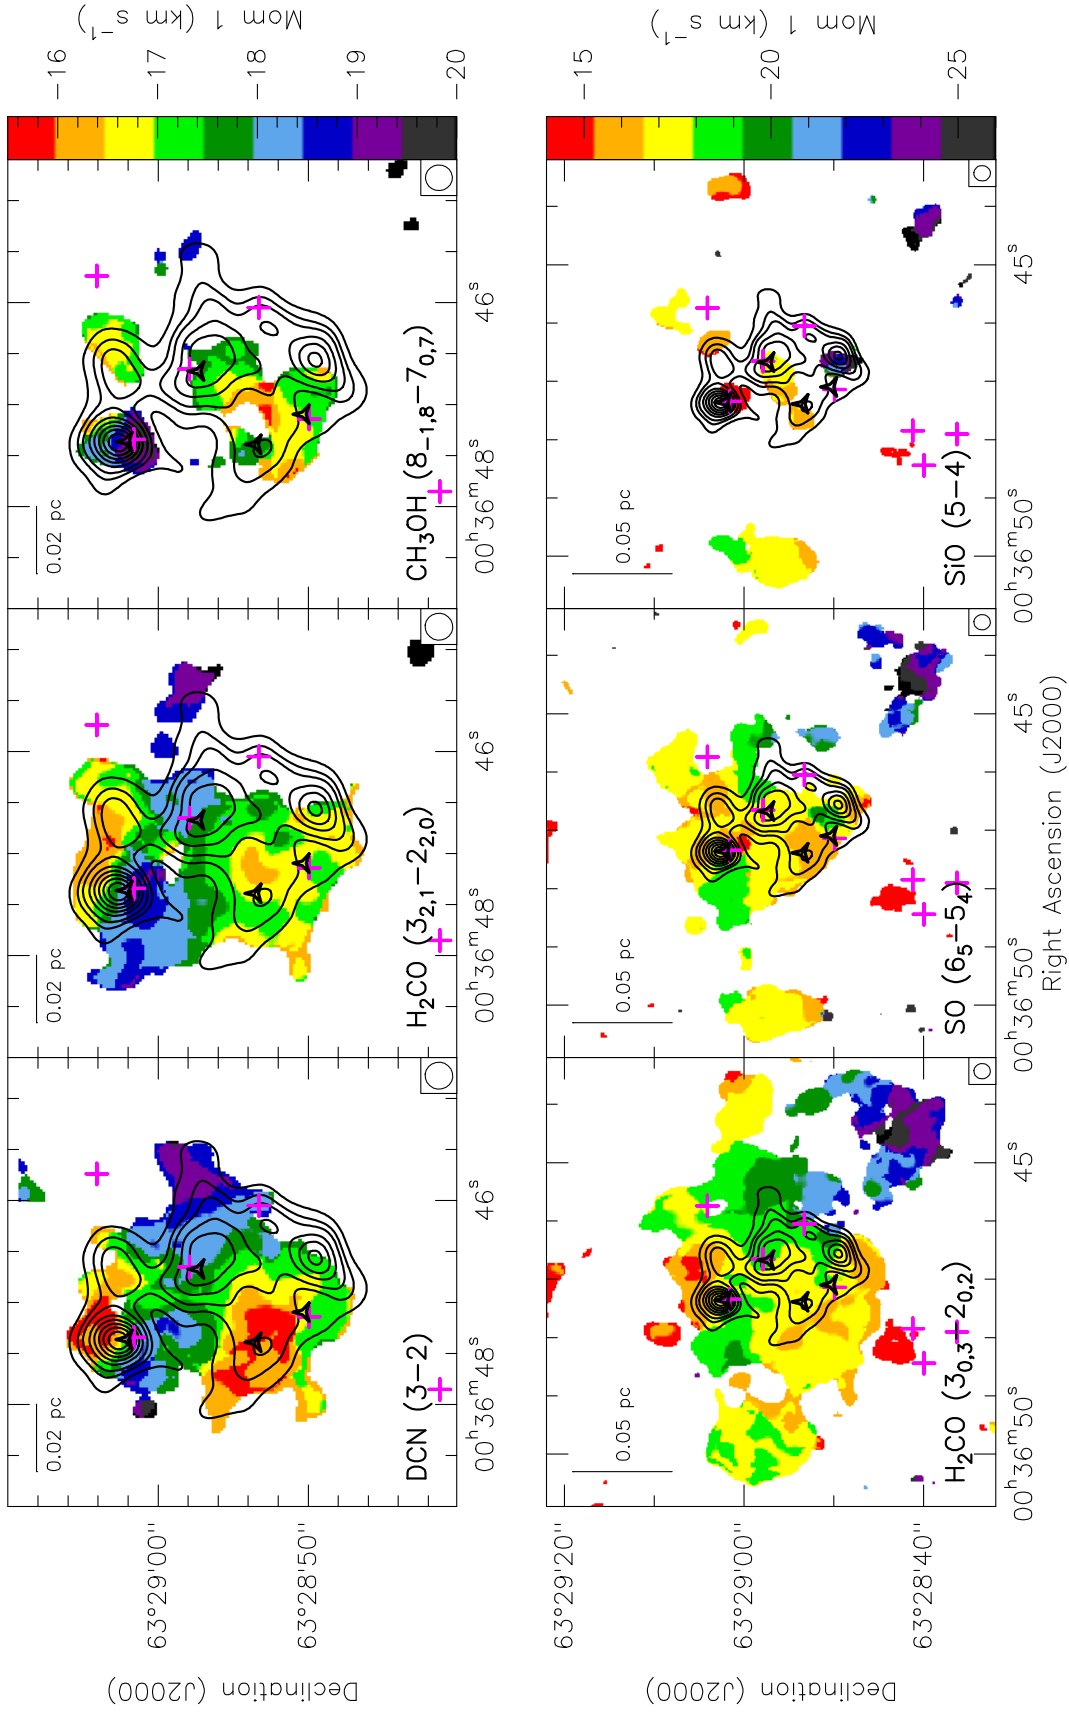 DCN (3−2)
0.02 pc
H₂CO (3₂,₁−2₂,₀)
0.02 pc
CH₃OH (8₋₁,₈−7₀,₇)
0.02 pc
Declination (J2000)
63°29'00"
63°28'50"
00ʰ36ᵐ48ˢ
46ˢ
00ʰ36ᵐ48ˢ
46ˢ
00ʰ36ᵐ48ˢ
46ˢ
−16
−17
−18
−19
−20
Mom 1 (km s⁻¹)
H₂CO (3₀,₃−2₀,₂)
0.05 pc
SO (6₅−5₄)
0.05 pc
SiO (5−4)
0.05 pc
Declination (J2000)
63°29'20"
63°29'00"
63°28'40"
00ʰ36ᵐ50ˢ
45ˢ
00ʰ36ᵐ50ˢ
45ˢ
00ʰ36ᵐ50ˢ
45ˢ
Right Ascension (J2000)
−15
−20
−25
Mom 1 (km s⁻¹)